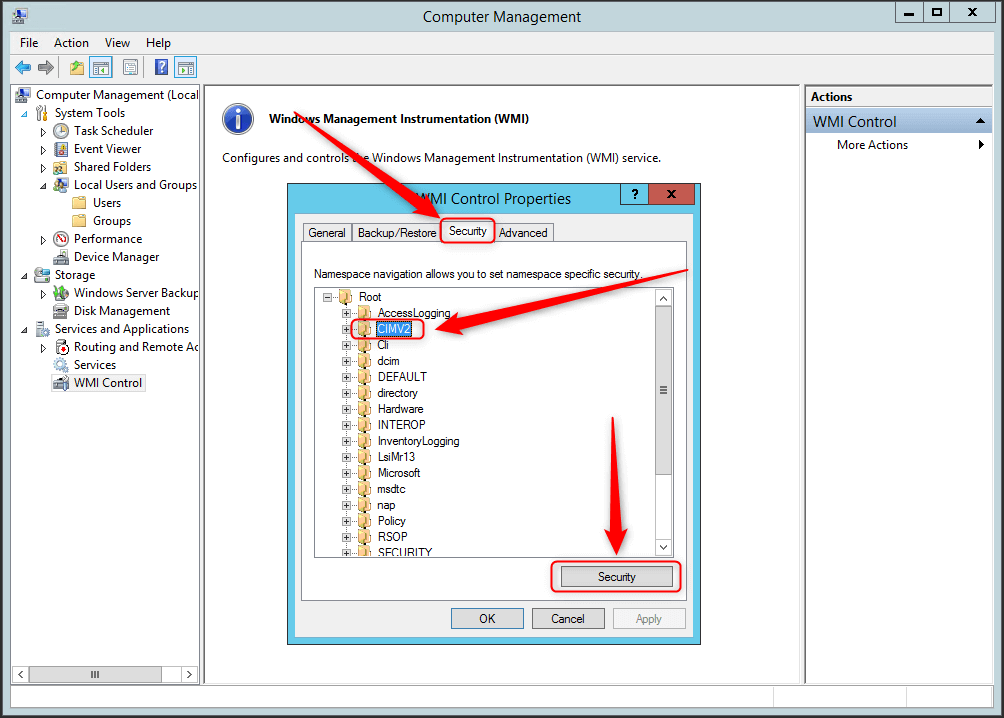 Computer Management
File Action View Help
Computer Management (Local
System Tools
Task Scheduler
Event Viewer
Shared Folders
Local Users and Groups
Users
Groups
Performance
Device Manager
Storage
Windows Server Backup
Disk Management
Services and Applications
Routing and Remote Ac
Services
WMI Control
Windows Management Instrumentation (WMI)
Configures and controls the Windows Management Instrumentation (WMI) service.
WMI Control Properties
General Backup/Restore Security Advanced
Namespace navigation allows you to set namespace specific security.
Root
AccessLogging
CIMV2
Cli
dcim
DEFAULT
directory
Hardware
INTEROP
InventoryLogging
LsiMr13
Microsoft
msdtc
nap
Policy
RSOP
SECURITY
Security
OK Cancel Apply
Actions
WMI Control
More Actions